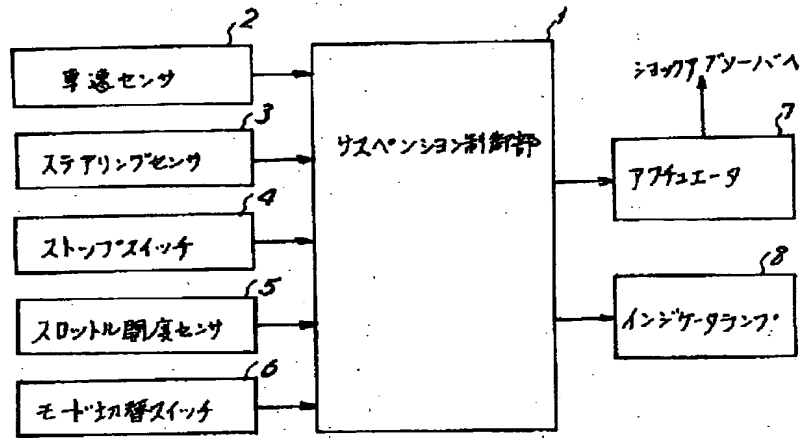 1
2
車速センサ
3
ステアリングセンサ
4
ストップスイッチ
5
スロットル開度センサ
6
モード切替スイッチ
サスペンション制御部
ショックアブソーバへ
7
アクチュエータ
8
インジケータランプ